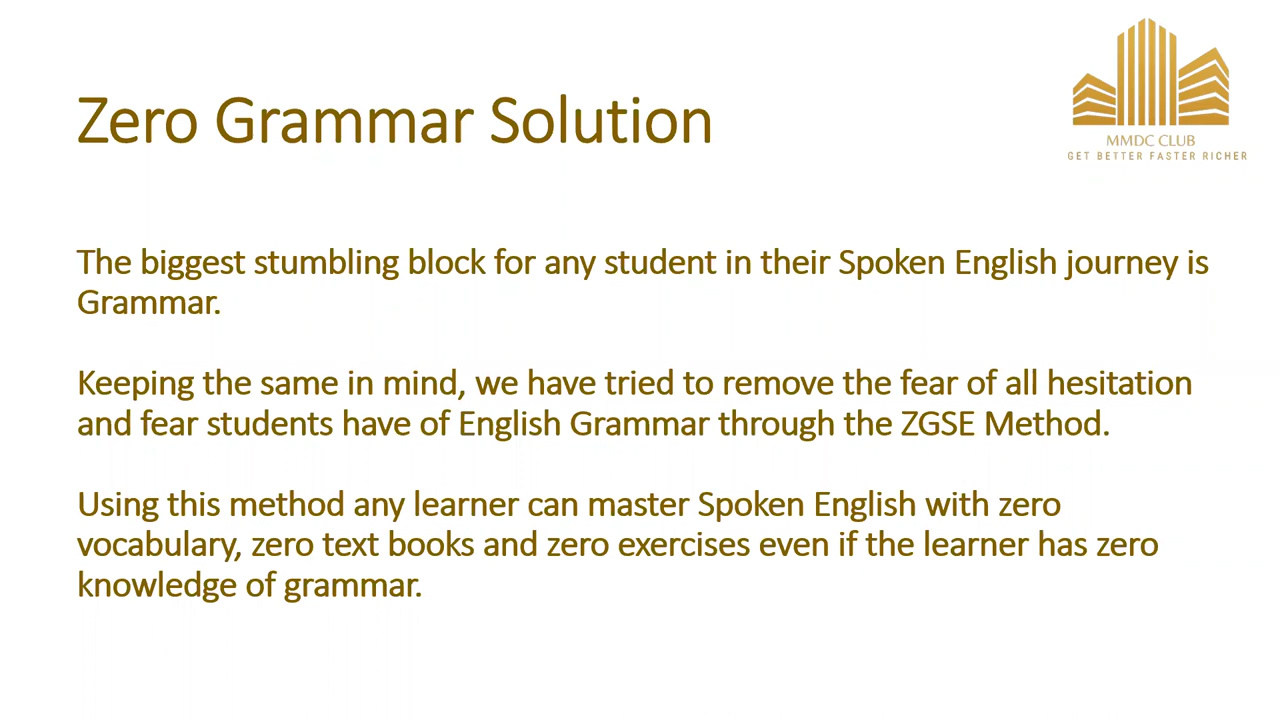 MMDC CLUB
GET BETTER FASTER RICHER
Zero Grammar Solution
The biggest stumbling block for any student in their Spoken English journey is
Grammar.
Keeping the same in mind, we have tried to remove the fear of all hesitation
and fear students have of English Grammar through the ZGSE Method.
Using this method any learner can master Spoken English with zero
vocabulary, zero text books and zero exercises even if the learner has zero
knowledge of grammar.